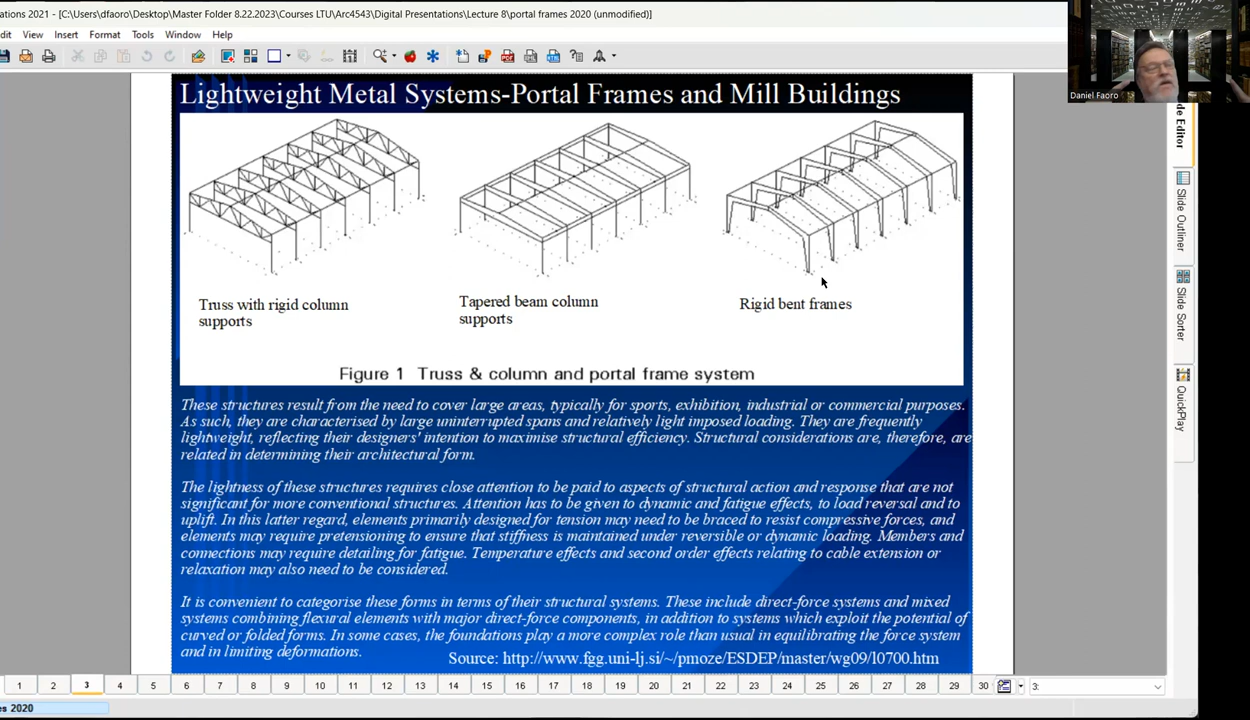 ations 2021 - [C:\Users\dfaoro\Desktop\Master Folder 8.22.2023\Courses LTU\Arc4543\Digital Presentations\Lecture 8\portal frames 2020 (unmodified)]
dit View Insert Format Tools Window Help
Daniel Faoro
Lightweight Metal Systems-Portal Frames and Mill Buildings
Truss with rigid column
supports
Tapered beam column
supports
Rigid bent frames
Figure 1 Truss & column and portal frame system
These structures result from the need to cover large areas, typically for sports, exhibition, industrial or commercial purposes.
As such, they are characterised by large uninterrupted spans and relatively light imposed loading. They are frequently
lightweight, reflecting their designers' intention to maximise structural efficiency. Structural considerations are, therefore, are
related in determining their architectural form.
The lightness of these structures requires close attention to be paid to aspects of structural action and response that are not
significant for more conventional structures. Attention has to be given to dynamic and fatigue effects, to load reversal and to
uplift. In this latter regard, elements primarily designed for tension may need to be braced to resist compressive forces, and
elements may require pretensioning to ensure that stiffness is maintained under reversible or dynamic loading. Members and
connections may require detailing for fatigue. Temperature effects and second order effects relating to cable extension or
relaxation may also need to be considered.
It is convenient to categorise these forms in terms of their structural systems. These include direct-force systems and mixed
systems combining flexural elements with major direct-force components, in addition to systems which exploit the potential of
curved or folded forms. In some cases, the foundations play a more complex role than usual in equilibrating the force system
and in limiting deformations.
Source: http://www.fgg.uni-lj.si/~/pmoze/ESDEP/master/wg09/l0700.htm
lide Editor
Slide Outliner
Slide Sorter
QuickPlay
1 2 3 4 5 6 7 8 9 10 11 12 13 14 15 16 17 18 19 20 21 22 23 24 25 26 27 28 29 30 3:
es 2020